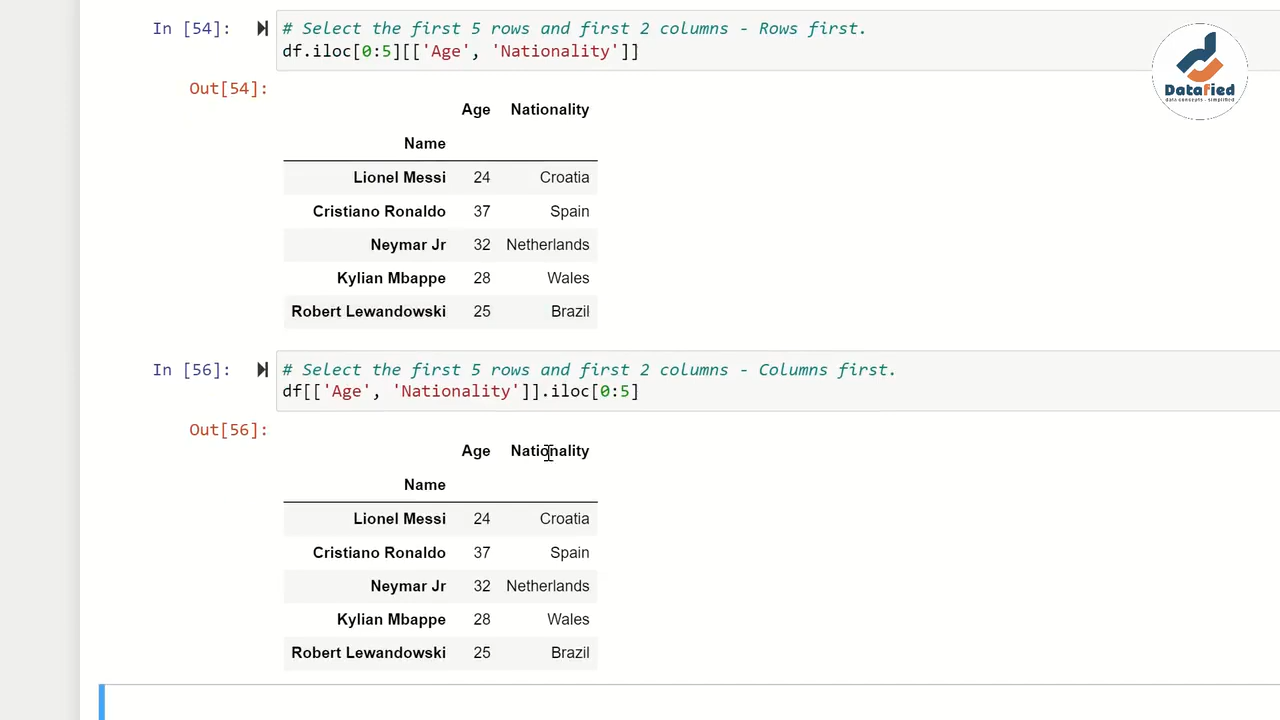 In [54]:
# Select the first 5 rows and first 2 columns - Rows first.
df.iloc[0:5][['Age', 'Nationality']]
Datafied
data concepts - simplified
Out[54]:
Age Nationality
Name
Lionel Messi 24 Croatia
Cristiano Ronaldo 37 Spain
Neymar Jr 32 Netherlands
Kylian Mbappe 28 Wales
Robert Lewandowski 25 Brazil
In [56]:
# Select the first 5 rows and first 2 columns - Columns first.
df[['Age', 'Nationality']].iloc[0:5]
Out[56]:
Age Nationality
Name
Lionel Messi 24 Croatia
Cristiano Ronaldo 37 Spain
Neymar Jr 32 Netherlands
Kylian Mbappe 28 Wales
Robert Lewandowski 25 Brazil